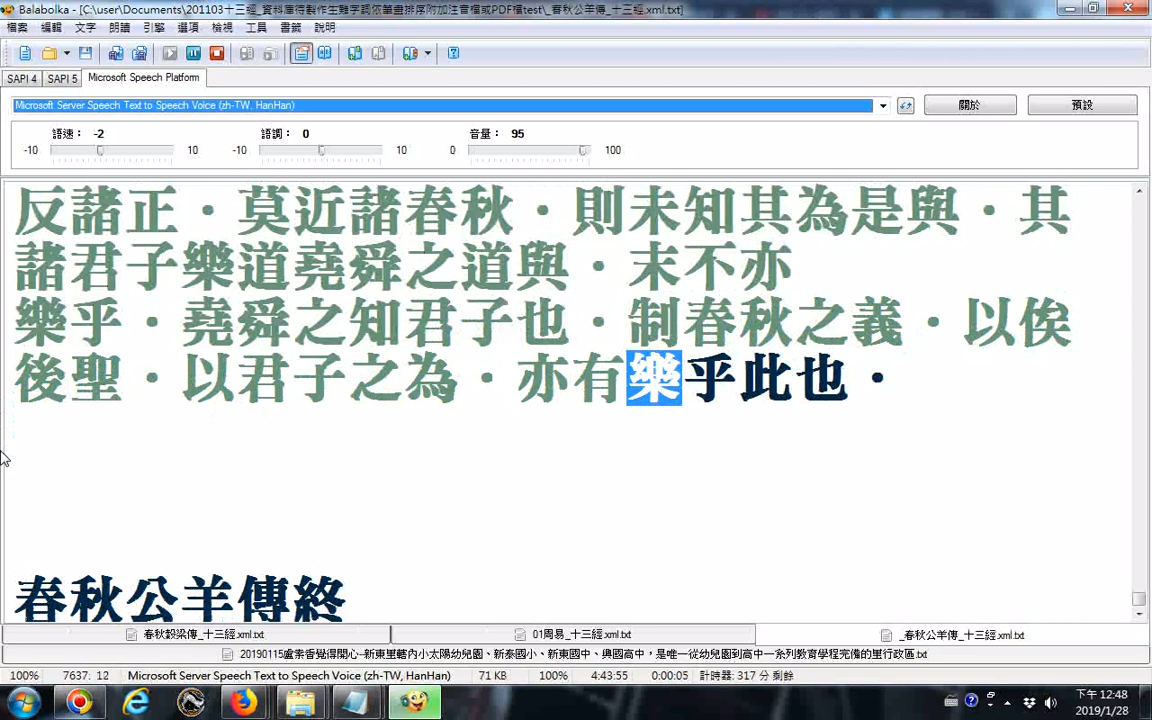 Balabolka - [C:\user\Documents\201103十三經_資料庫待製作生難字詞依筆畫排序附加注音檔或PDF檔test\_春秋公羊傳_十三經.xml.txt]
檔案 編輯 文字 朗讀 引擎 選項 檢視 工具 書籤 說明
SAPI 4 SAPI 5 Microsoft Speech Platform
Microsoft Server Speech Text to Speech Voice (zh-TW, HanHan) 關於 預設
語速： -2 語調： 0 音量： 95
-10 10 -10 10 0 100
反諸正．莫近諸春秋．則未知其為是與．其
諸君子樂道堯舜之道與．末不亦
樂乎．堯舜之知君子也．制春秋之義．以俟
後聖．以君子之為．亦有樂乎此也．
春秋公羊傳終
春秋穀梁傳_十三經.xml.txt 01周易_十三經.xml.txt _春秋公羊傳_十三經.xml.txt
20190115盧素香覺得開心-新東里轄內小太陽幼兒園、新泰國小、新東國中、興國高中，是唯一從幼兒園到高中一系列教育學程完備的里行政區.txt
100% 7637: 12 Microsoft Server Speech Text to Speech Voice (zh-TW, HanHan) 71 KB 100% 4:43:55 0:00:05 計時器： 317 分 剩餘
下午 12:48
2019/1/28